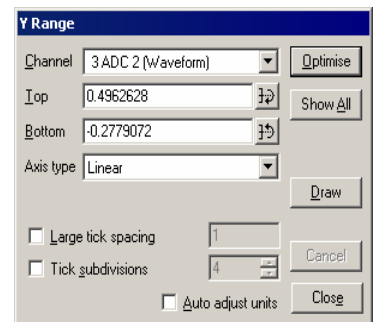 Y Range
Channel 3 ADC 2 (Waveform) Optimise
Top 0.4962628 Show All
Bottom -0.2779072
Axis type Linear
Draw
Large tick spacing 1
Tick subdivisions 4 Cancel
Auto adjust units Close